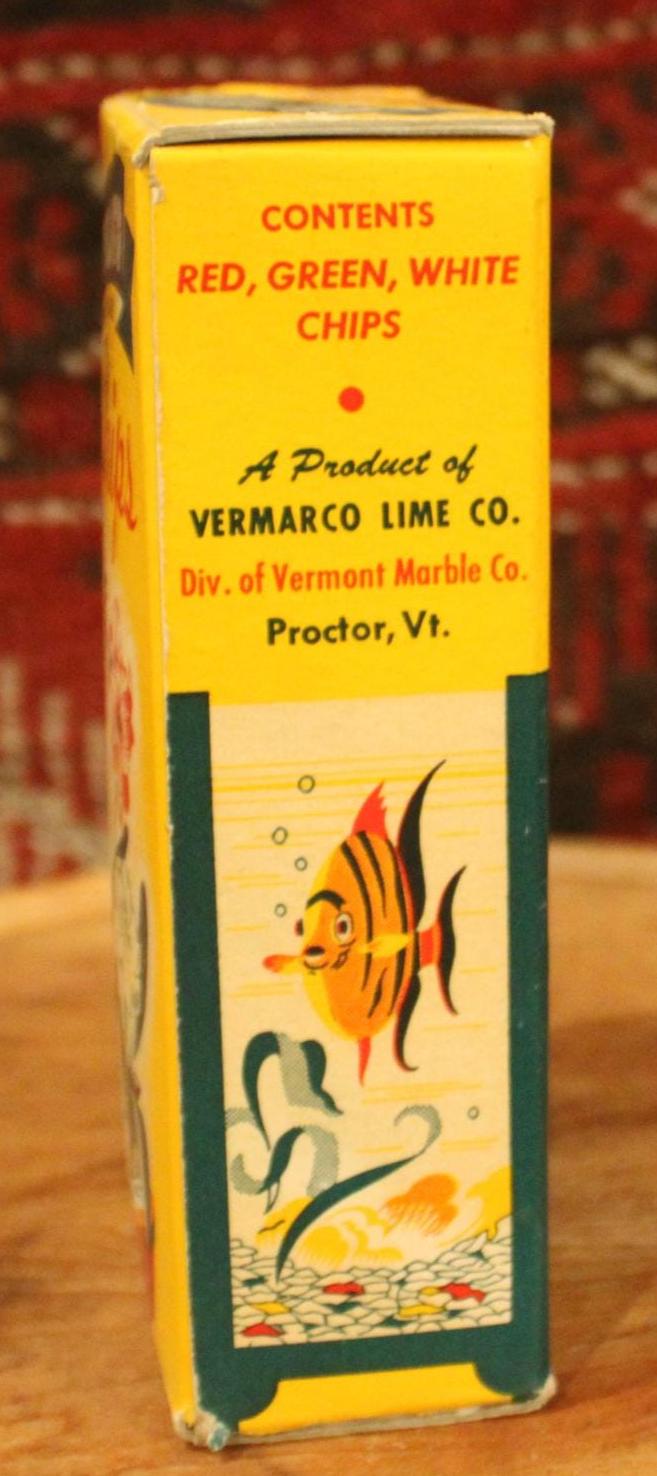 CONTENTS
RED, GREEN, WHITE
CHIPS
A Product of
VERMARCO LIME CO.
Div. of Vermont Marble Co.
Proctor, Vt.